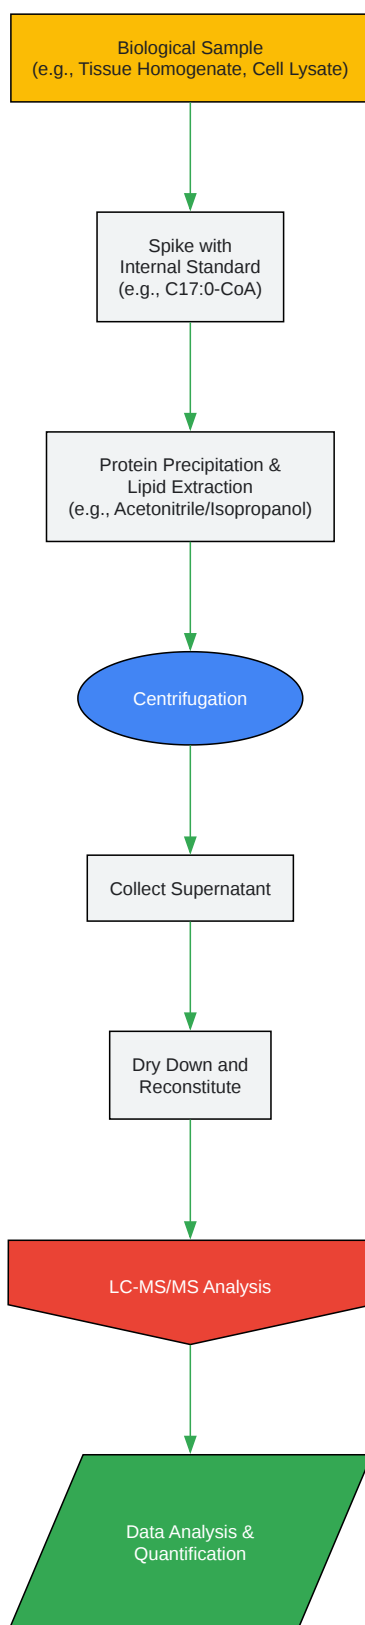 Biological Sample
(e.g., Tissue Homogenate, Cell Lysate)
Spike with
Internal Standard
(e.g., C17:0-CoA)
Protein Precipitation &
Lipid Extraction
(e.g., Acetonitrile/Isopropanol)
Centrifugation
Collect Supernatant
Dry Down and
Reconstitute
LC-MS/MS Analysis
Data Analysis &
Quantification